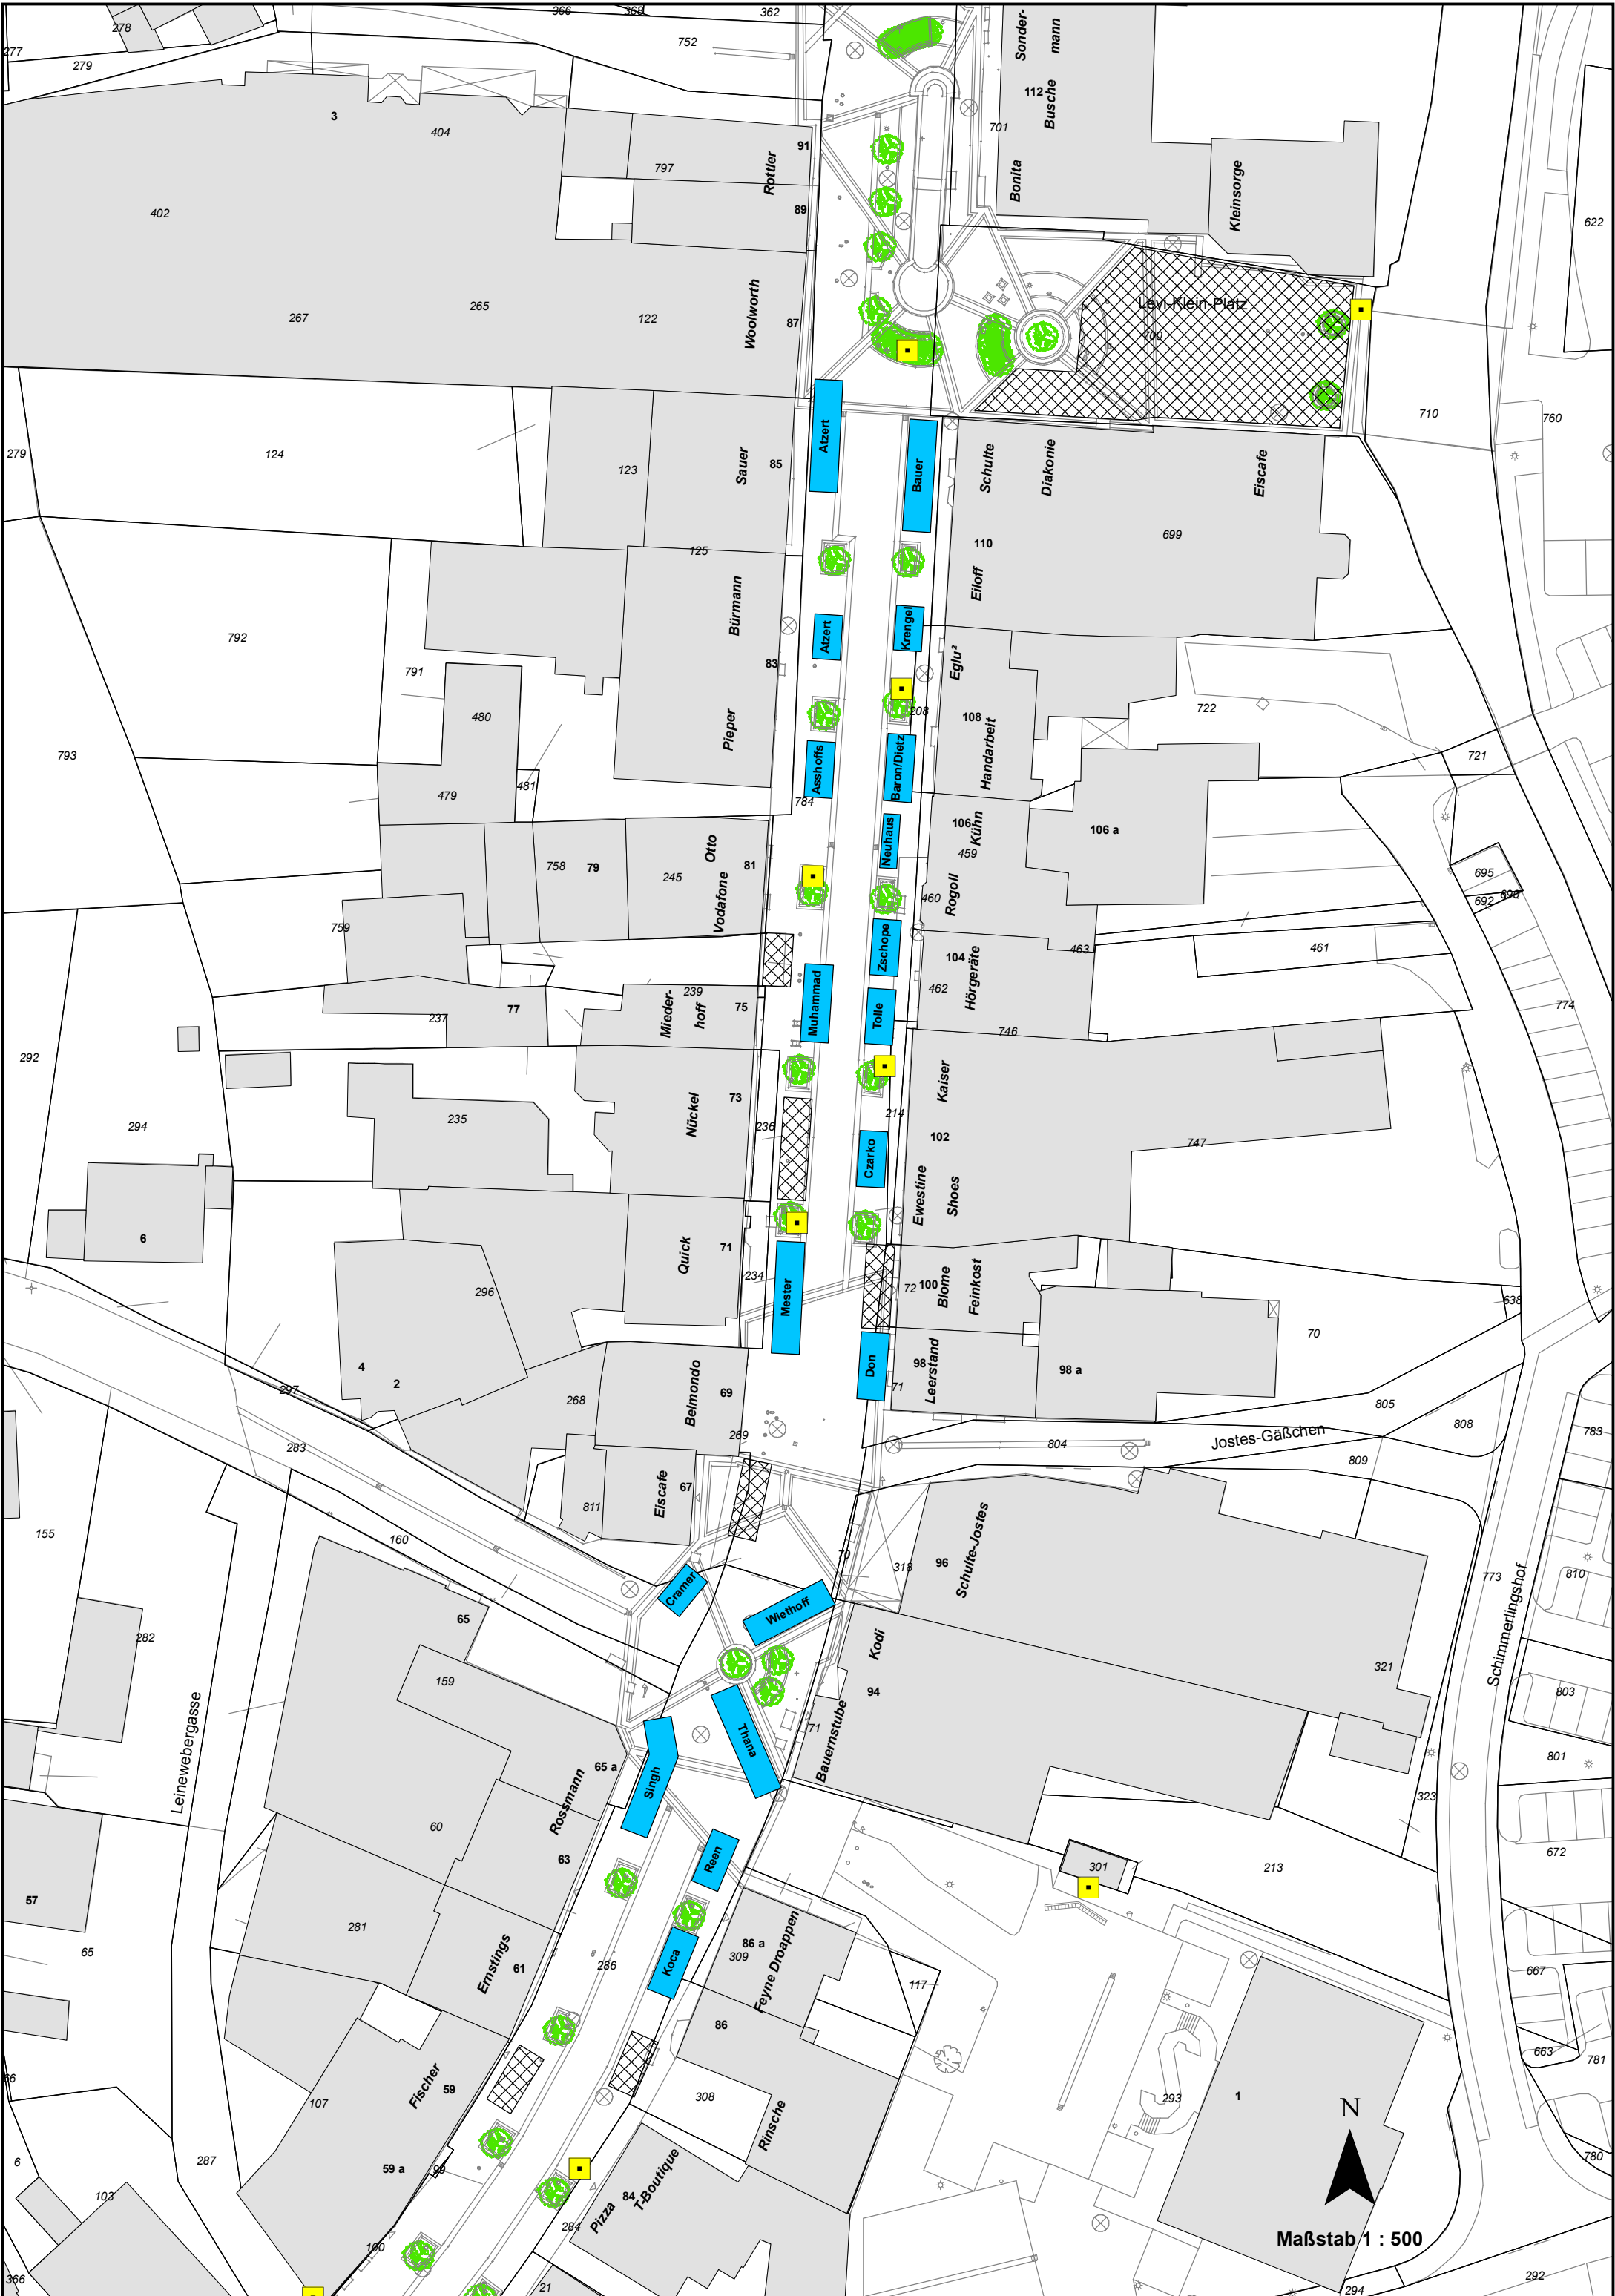 278
366
368
362
277
279
752
Sonder-
mann
3
404
112
Busche
701
91
Rottler
797
402
89
Bonita
Kleinsorge
622
267
265
122
Woolworth
87
Levi-Klein-Platz
700
279
124
123
Sauer
85
Atzert
Bauer
Schulte
Diakonie
Eiscafe
710
760
125
110
Eiloff
699
792
791
Bürmann
83
Atzert
Krengel
Eglu²
480
Pieper
208
108
Handarbeit
722
721
793
479
481
Asshoffs
784
Baron/Dietz
758
79
245
Otto
Vodafone
81
Neuhaus
106
Kühn
459
106 a
460
Rogoll
695
692
759
104
Hörgeräte
462
463
461
Zschope
239
Mieder-
hoff
75
77
237
Muhammad
Tolle
746
774
292
294
235
Nückel
73
236
214
Kaiser
102
747
Czarko
Ewestine
Shoes
6
Quick
71
234
296
Mester
72
100
Blome
Feinkost
638
70
4
2
297
268
Belmondo
69
269
Don
98
Leerstand
71
98 a
805
808
783
283
804
Jostes-Gäßchen
809
Eiscafe
67
811
155
160
70
318
96
Schulte-Jostes
773
Schimmerlingshof
810
Cramer
Wiethoff
65
282
159
Kodi
94
321
803
Leinewebergasse
65 a
Singh
Thana
71
Bauernstube
801
Rossmann
60
63
323
Reen
672
57
65
281
Ernstings
61
286
Koca
86 a
309
Feyne Droappen
301
213
117
667
86
66
107
Fischer
59
308
Rinsche
293
1
663
781
N
6
287
59 a
99
84
T-Boutique
Pizza
780
103
100
284
Maßstab 1 : 500
366
21
294
292